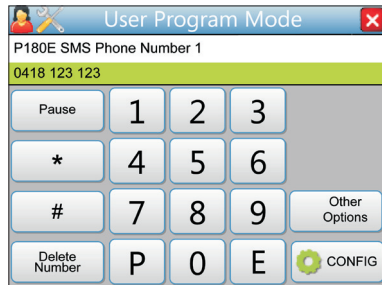 User Program Mode
P180E SMS Phone Number 1
0418 123 123
Pause 1 2 3
* 4 5 6
# 7 8 9 Other Options
Delete Number P 0 E CONFIG